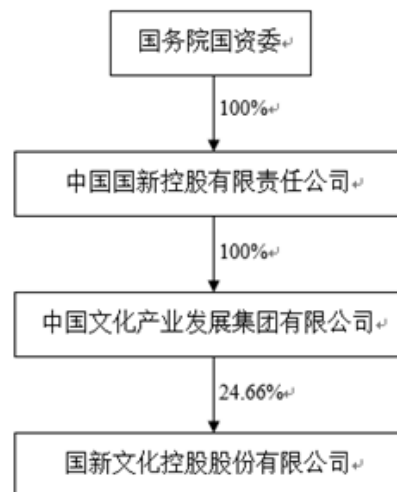 国务院国资委
100%
中国国新控股有限责任公司
100%
中国文化产业发展集团有限公司
24.66%
国新文化控股股份有限公司